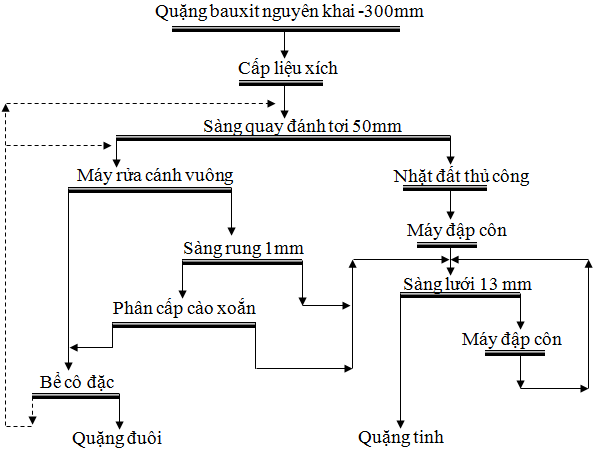 Quặng bauxit nguyên khai -300mm
Cấp liệu xích
Sàng quay đánh tơi 50mm
Máy rửa cánh vuông
Nhặt đất thủ công
Máy đập côn
Sàng rung 1mm
Sàng lưới 13 mm
Phân cấp cào xoắn
Máy đập côn
Bể cô đặc
Quặng đuôi
Quặng tinh